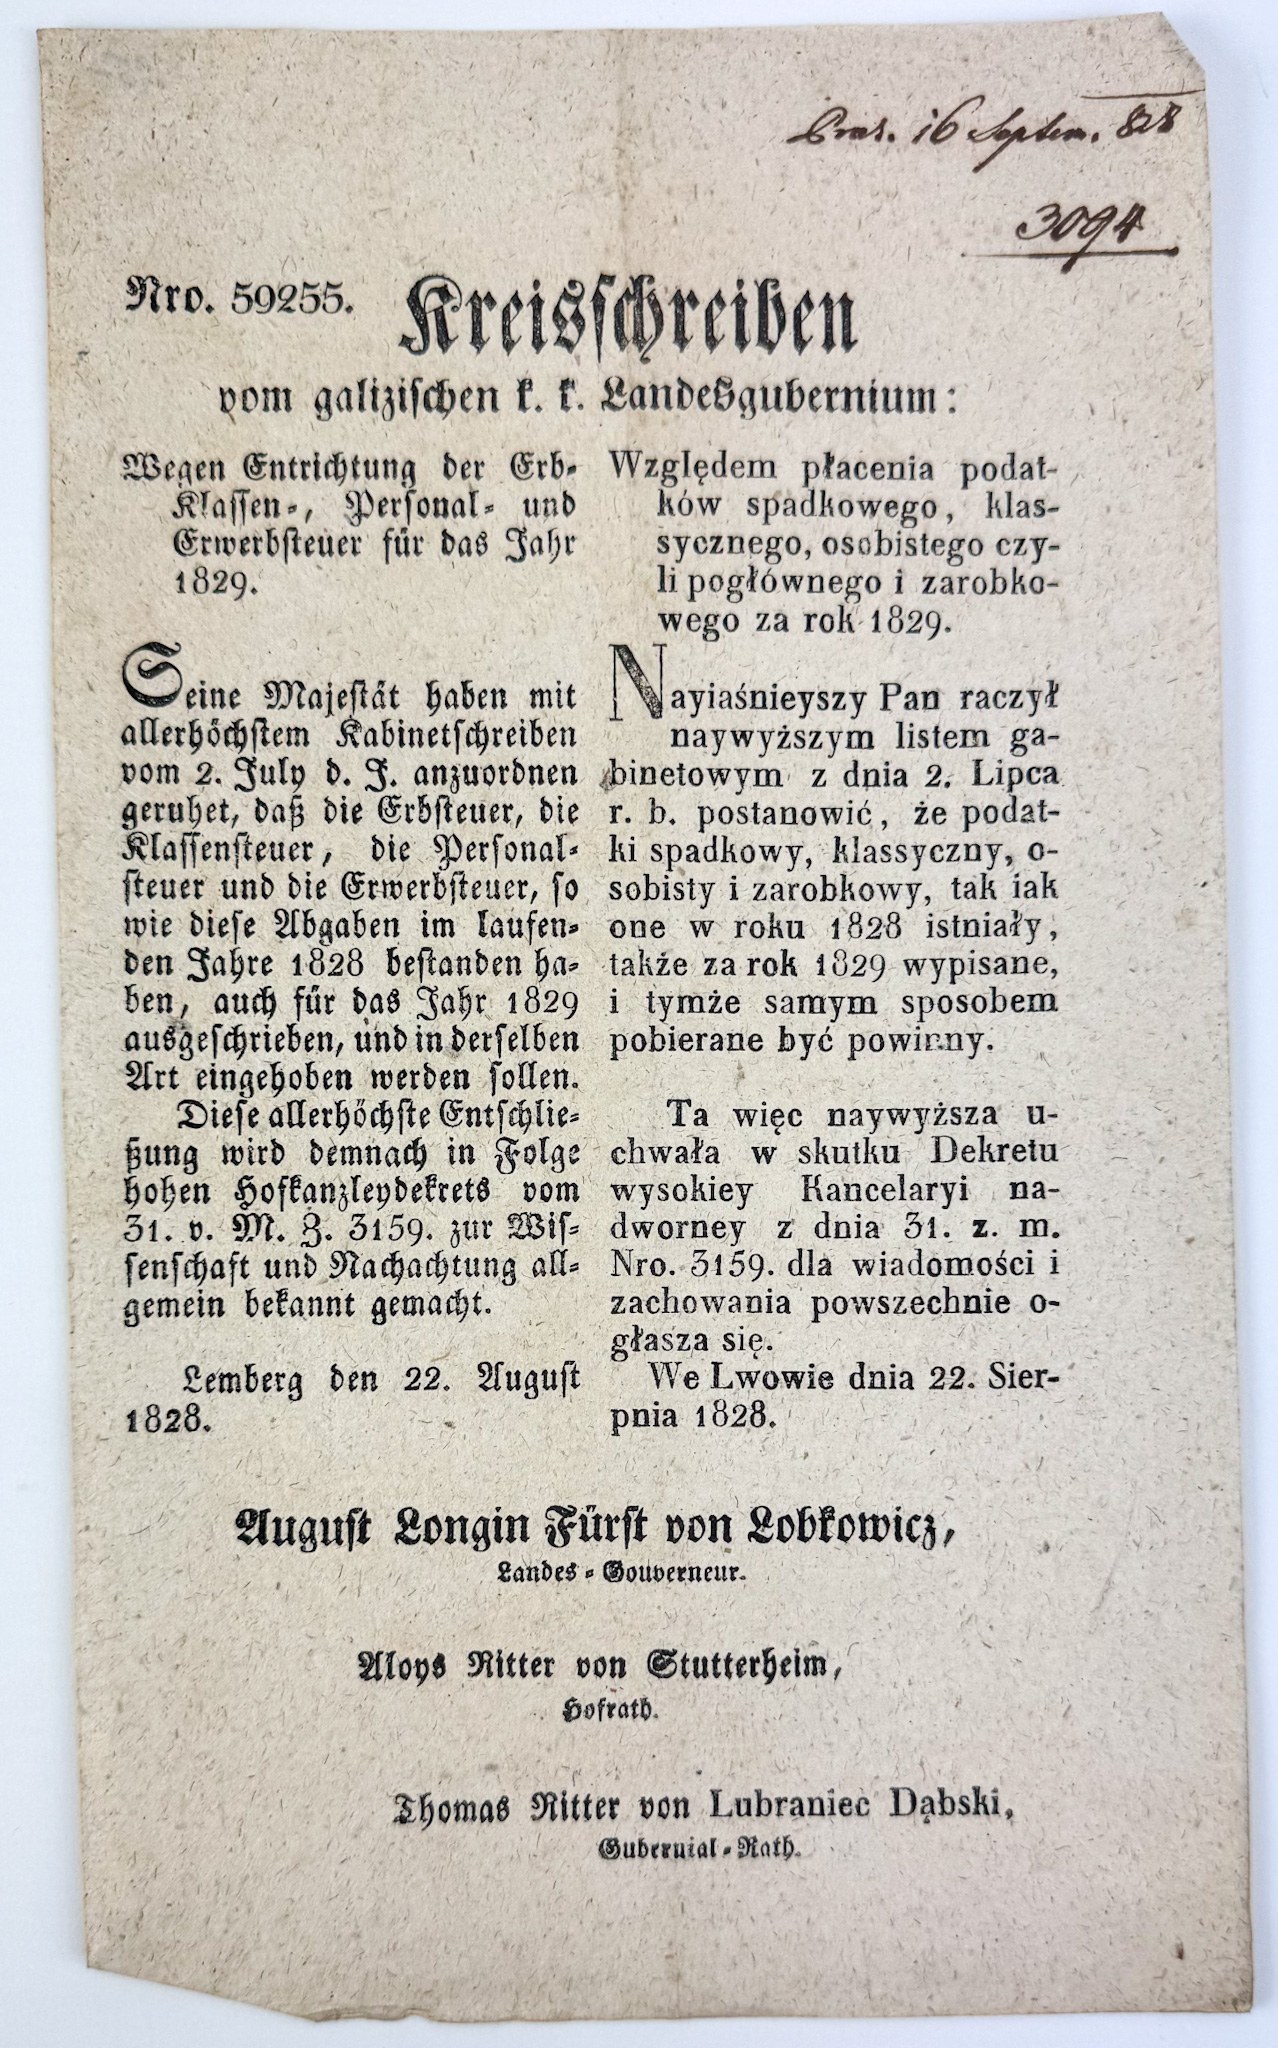 Præs. 16 Septem. 828
3094
Nro. 59255.
Kreisschreiben
vom galizischen k. k. Landesgubernium:
Wegen Entrichtung der Erb-
Klassen-, Personal- und
Erwerbsteuer für das Jahr
1829.
Seine Majestät haben mit
allerhöchstem Kabinetschreiben
vom 2. July d. J. anzuordnen
geruhet, daß die Erbsteuer, die
Klassensteuer, die Personal-
steuer und die Erwerbsteuer, so
wie diese Abgaben im laufen-
den Jahre 1828 bestanden ha-
ben, auch für das Jahr 1829
ausgeschrieben, und in derselben
Art eingehoben werden sollen.
Diese allerhöchste Entschlie-
ßung wird demnach in Folge
hohen Hofkanzleydekrets vom
31. v. M. Z. 3159. zur Wis-
senschaft und Nachachtung all-
gemein bekannt gemacht.
Lemberg den 22. August
1828.
Względem płacenia podat-
ków spadkowego, klas-
sycznego, osobistego czy-
li pogłównego i zarobko-
wego za rok 1829.
Nayiaśnieyszy Pan raczył
naywyższym listem ga-
binetowym z dnia 2. Lipca
r. b. postanowić, że podat-
ki spadkowy, klassyczny, o-
sobisty i zarobkowy, tak iak
one w roku 1828 istniały,
także za rok 1829 wypisane,
i tymże samym sposobem
pobierane być powinny.
Ta więc naywyższa u-
chwała w skutku Dekretu
wysokiey Kancelaryi na-
dworney z dnia 31. z. m.
Nro. 3159. dla wiadomości i
zachowania powszechnie o-
głasza się.
We Lwowie dnia 22. Sier-
pnia 1828.
August Longin Fürst von Lobkowicz,
Landes-Gouverneur.
Aloys Ritter von Stutterheim,
Hofrath.
Thomas Ritter von Lubraniec Dąbski,
Gubernial-Rath.